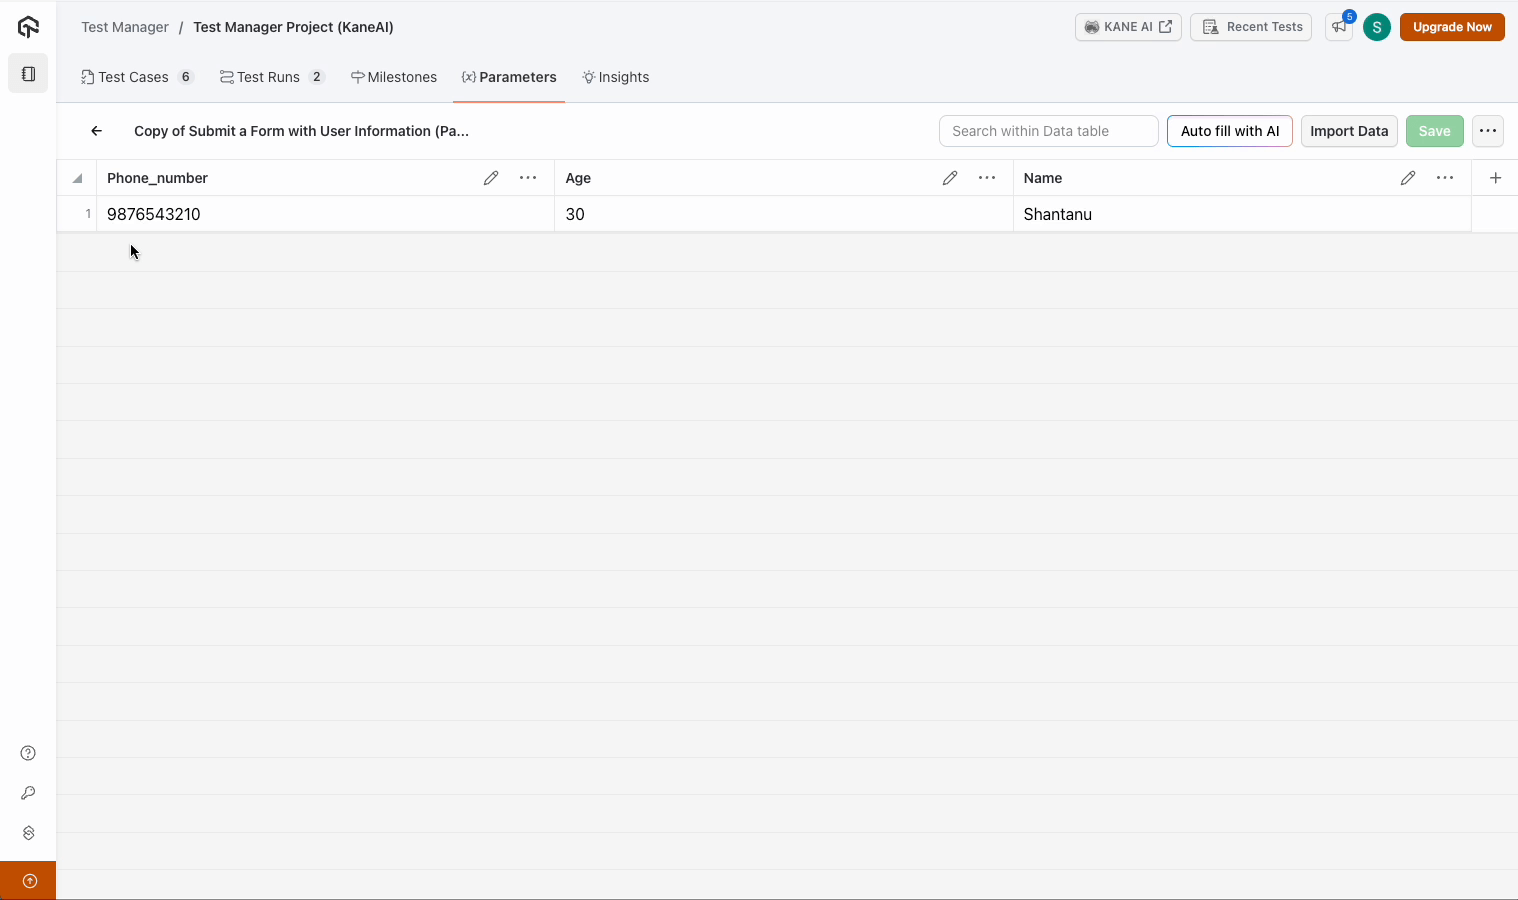 Test Manager / Test Manager Project (KaneAI)
KANE AI
Recent Tests
5
S
Upgrade Now
Test Cases 6
Test Runs 2
Milestones
{x} Parameters
Insights
Copy of Submit a Form with User Information (Pa...
Search within Data table
Auto fill with AI
Import Data
Save
Phone_number
Age
Name
1
9876543210
30
Shantanu